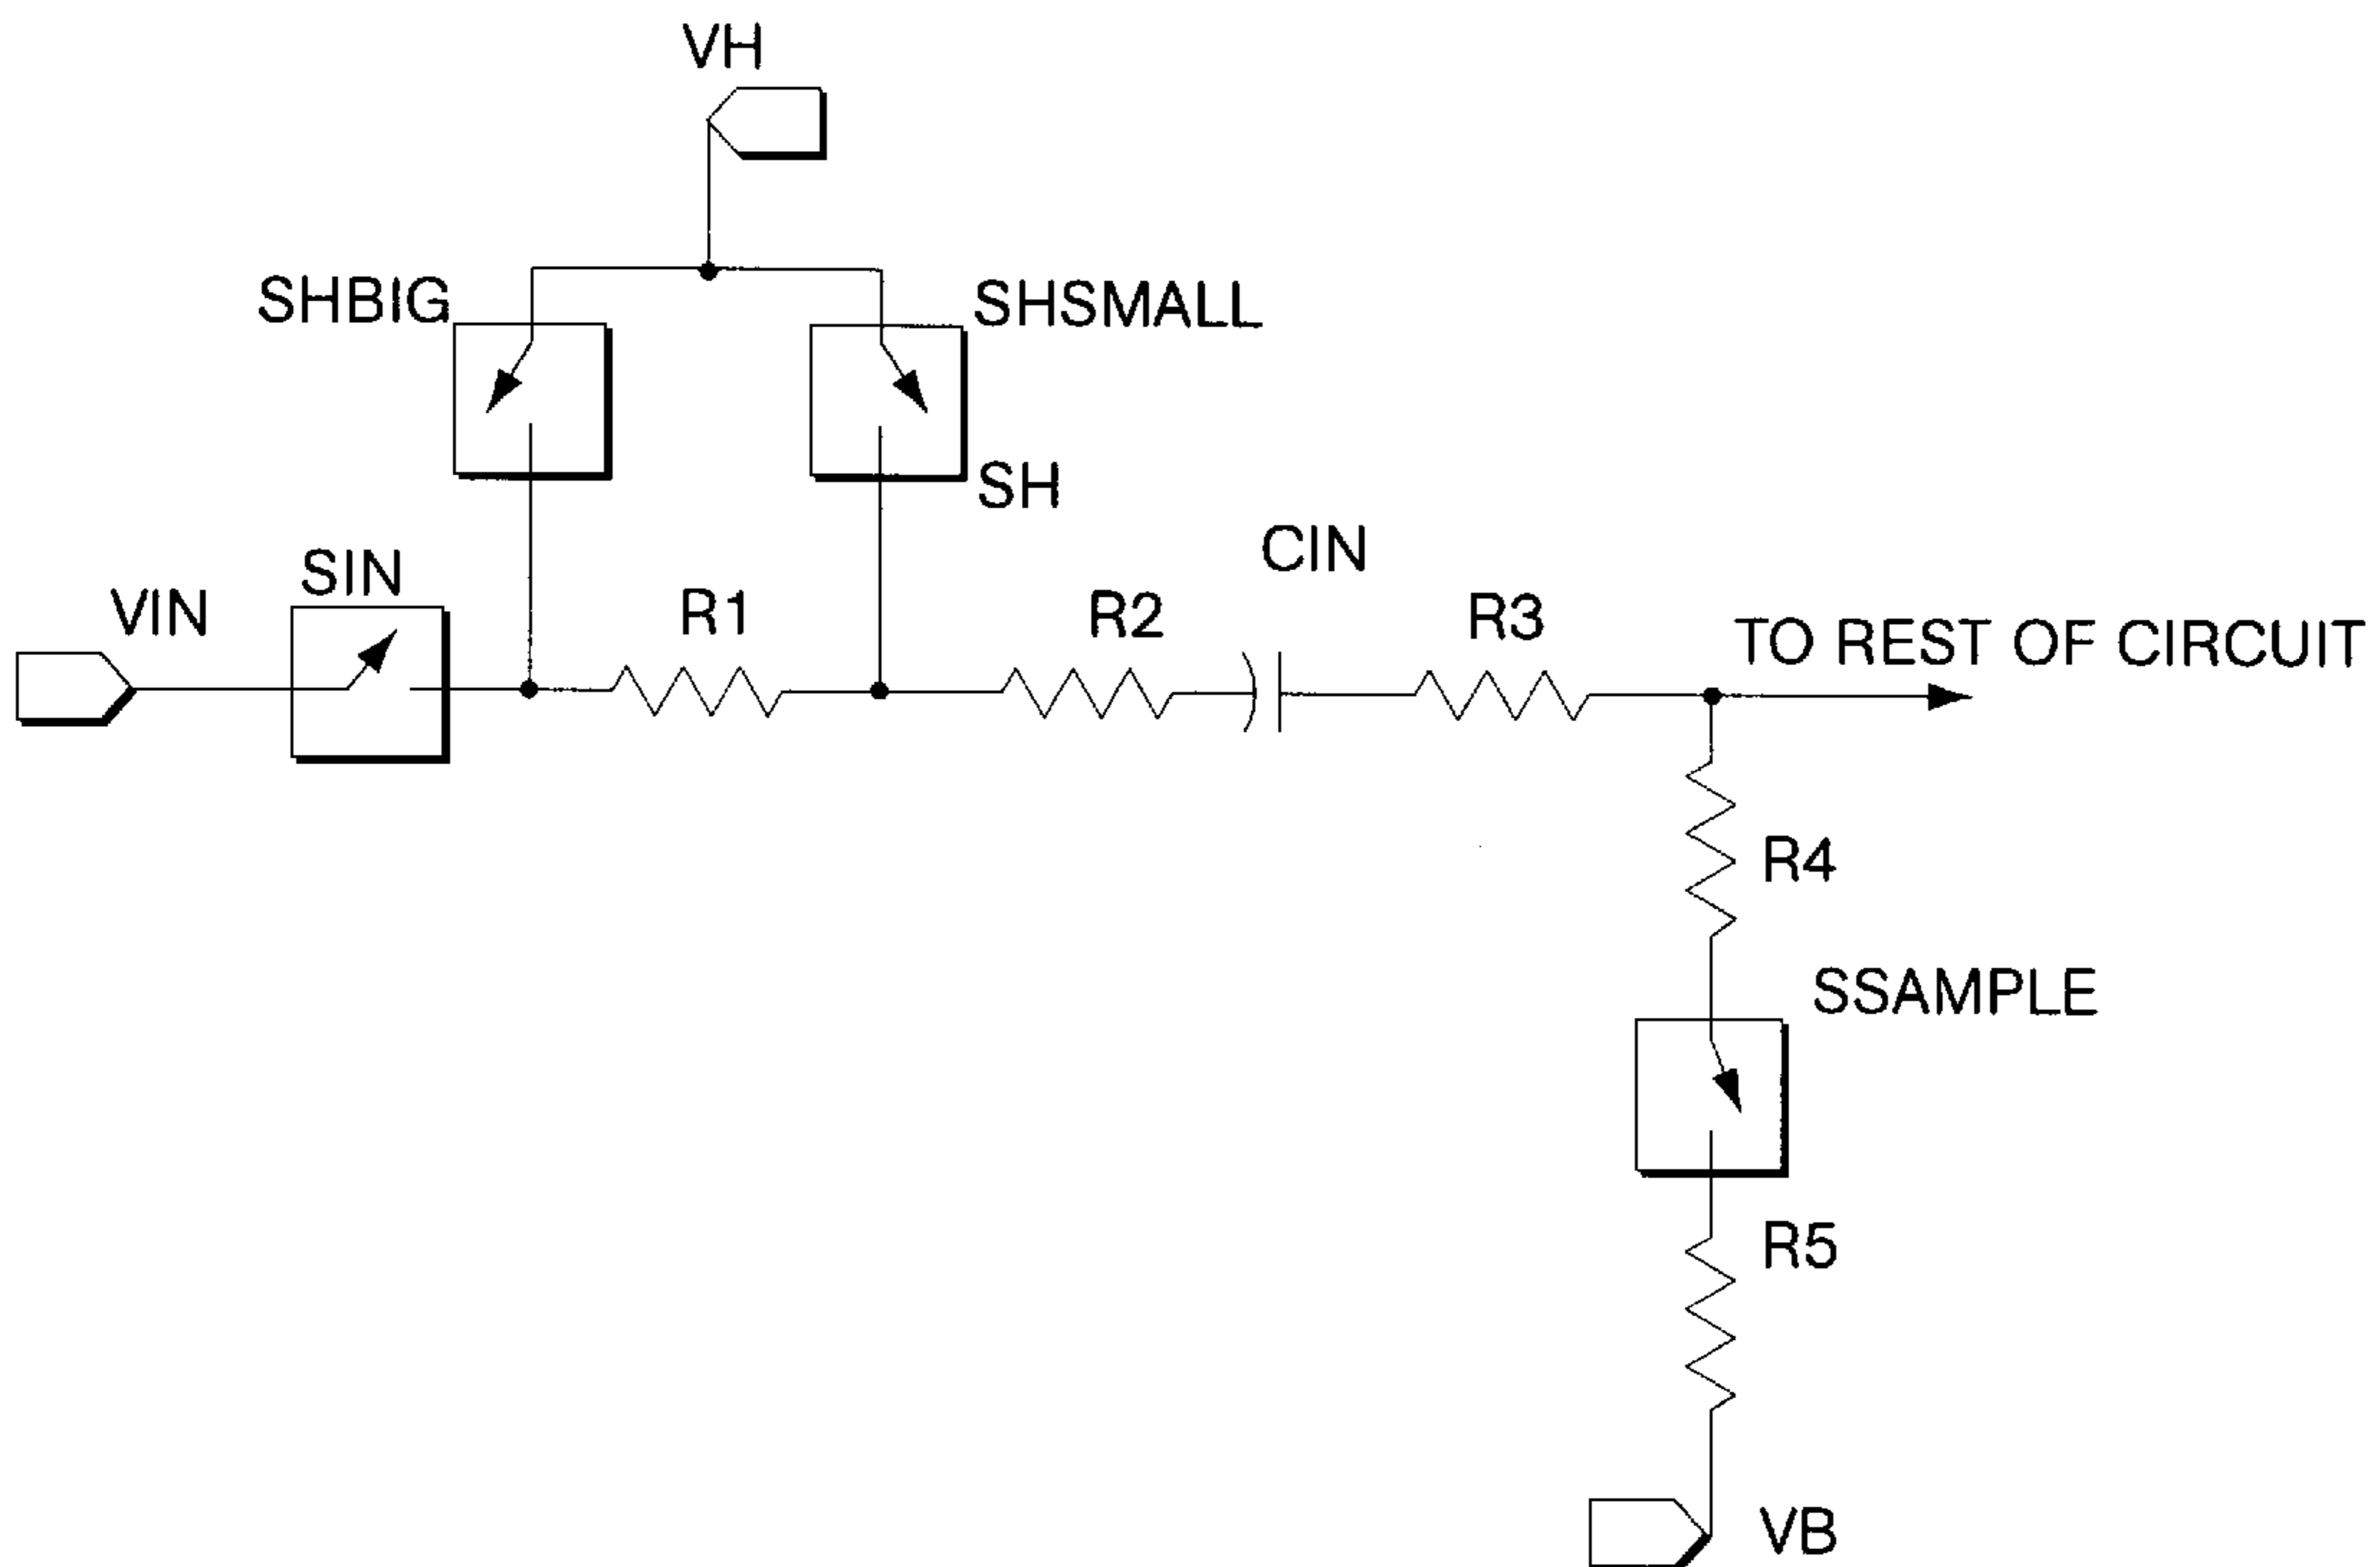 VH
SHBIG
SHSMALL
SH
CIN
SIN
VIN
R1
R2
R3
TO REST OF CIRCUIT
R4
SSAMPLE
R5
VB